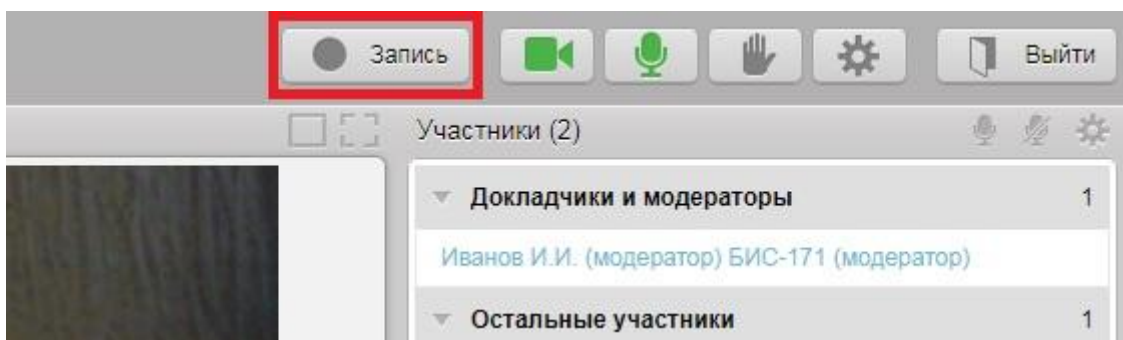 Запись
Выйти
Участники (2)
Докладчики и модераторы 1
Иванов И.И. (модератор) БИС-171 (модератор)
Остальные участники 1